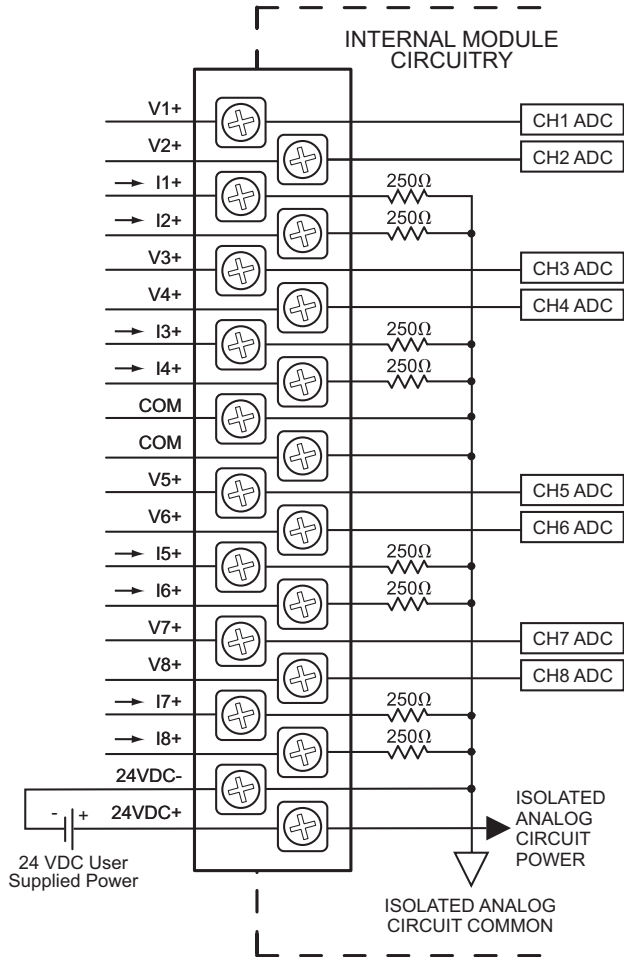 INTERNAL MODULE
CIRCUITRY
V1+
CH1 ADC
V2+
CH2 ADC
→ I1+
250Ω
→ I2+
250Ω
V3+
CH3 ADC
V4+
CH4 ADC
→ I3+
250Ω
→ I4+
250Ω
COM
COM
V5+
CH5 ADC
V6+
CH6 ADC
→ I5+
250Ω
→ I6+
250Ω
V7+
CH7 ADC
V8+
CH8 ADC
→ I7+
250Ω
→ I8+
250Ω
24VDC-
24VDC+
- +
24 VDC User
Supplied Power
ISOLATED
ANALOG
CIRCUIT
POWER
ISOLATED ANALOG
CIRCUIT COMMON